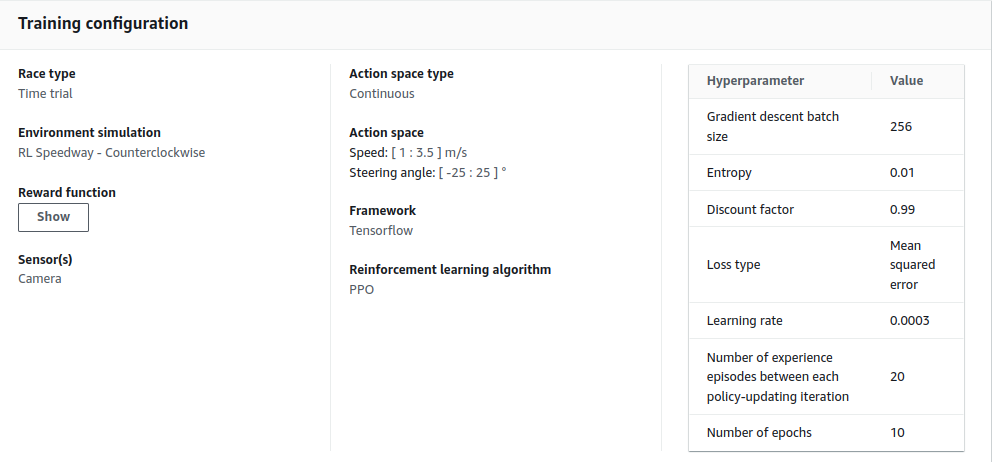 Training configuration
Race type
Time trial
Environment simulation
RL Speedway - Counterclockwise
Reward function
Show
Sensor(s)
Camera
Action space type
Continuous
Action space
Speed: [ 1 : 3.5 ] m/s
Steering angle: [ -25 : 25 ] °
Framework
Tensorflow
Reinforcement learning algorithm
PPO
Hyperparameter Value
Gradient descent batch
size
256
Entropy 0.01
Discount factor 0.99
Loss type
Mean
squared
error
Learning rate 0.0003
Number of experience
episodes between each
policy-updating iteration
20
Number of epochs 10